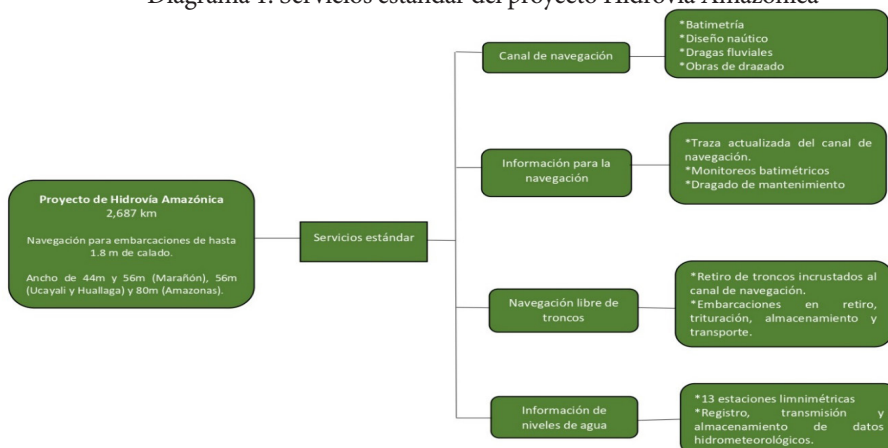 Diagrama 1. Servicios estándar del proyecto Hidrovía Amazónica
Proyecto de Hidrovía Amazónica
2,687 km
Navegación para embarcaciones de hasta
1.8 m de calado.
Ancho de 44m y 56m (Marañón), 56m
(Ucayali y Huallaga) y 80m (Amazonas).
Servicios estándar
Canal de navegación
*Batimetría
*Diseño naútico
*Dragas fluviales
*Obras de dragado
Información para la
navegación
*Traza actualizada del canal de
navegación.
*Monitoreos batimétricos
*Dragado de mantenimiento
Navegación libre de
troncos
*Retiro de troncos incrustados al
canal de navegación.
*Embarcaciones en retiro,
trituración, almacenamiento y
transporte.
Información de
niveles de agua
*13 estaciones limnimétricas
*Registro, transmisión y
almacenamiento de datos
hidrometeorológicos.